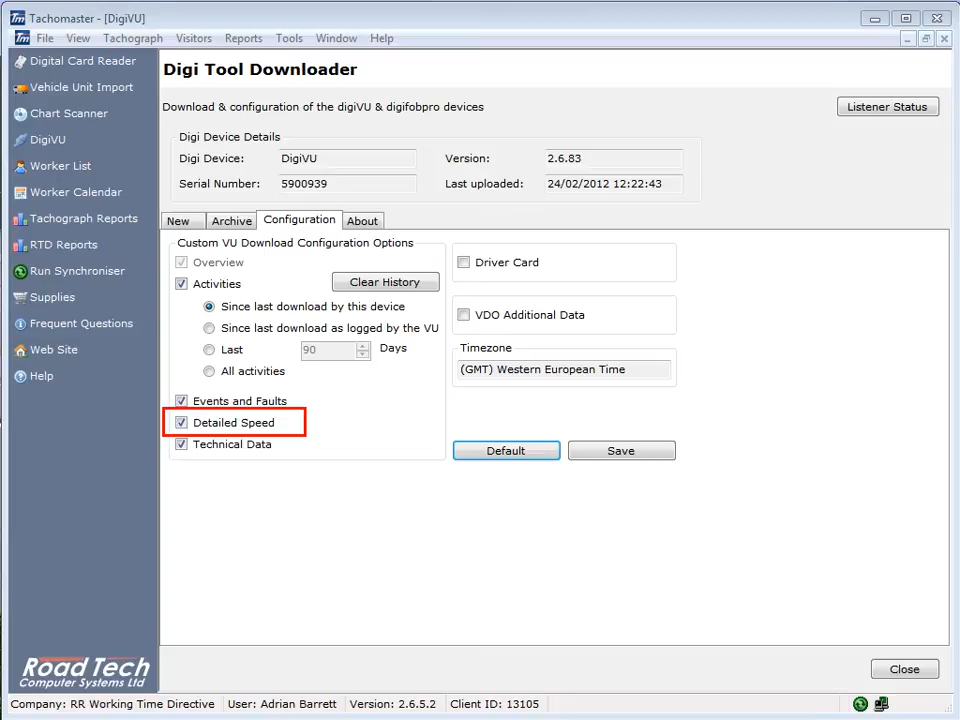 Tm Tachomaster - [DigiVU]
Tm File View Tachograph Visitors Reports Tools Window Help
Digital Card Reader
Vehicle Unit Import
Chart Scanner
DigiVU
Worker List
Worker Calendar
Tachograph Reports
RTD Reports
Run Synchroniser
Supplies
Frequent Questions
Web Site
Help
Road Tech
Computer Systems Ltd
Digi Tool Downloader
Download & configuration of the digiVU & digifobpro devices
Listener Status
Digi Device Details
Digi Device: DigiVU Version: 2.6.83
Serial Number: 5900939 Last uploaded: 24/02/2012 12:22:43
New Archive Configuration About
Custom VU Download Configuration Options
Overview
Activities Clear History
Since last download by this device
Since last download as logged by the VU
Last 90 Days
All activities
Events and Faults
Detailed Speed
Technical Data
Driver Card
VDO Additional Data
Timezone
(GMT) Western European Time
Default Save
Close
Company: RR Working Time Directive User: Adrian Barrett Version: 2.6.5.2 Client ID: 13105